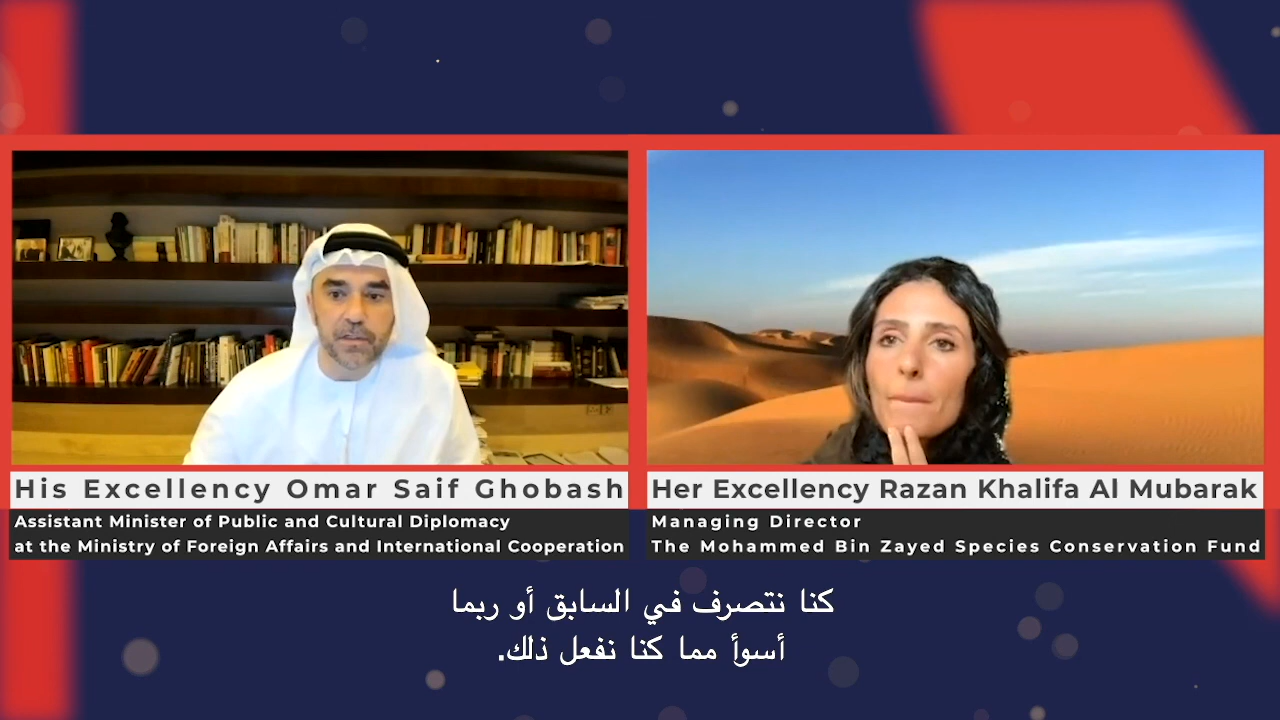 His Excellency Omar Saif Ghobash
Assistant Minister of Public and Cultural Diplomacy
at the Ministry of Foreign Affairs and International Cooperation
Her Excellency Razan Khalifa Al Mubarak
Managing Director
The Mohammed Bin Zayed Species Conservation Fund
كنا نتصرف في السابق أو ربما
أسوأ مما كنا نفعل ذلك.